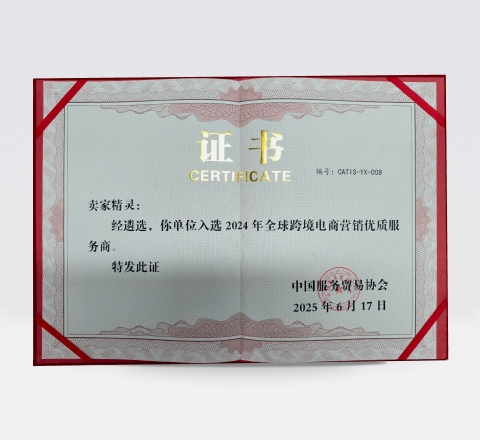 证书
CERTIFICATE
编号：CATIS-YX-008
卖家精灵：
经遴选，你单位入选2024年全球跨境电商营销优质服
务商。
特发此证
中国服务贸易协会
2025年6月17日